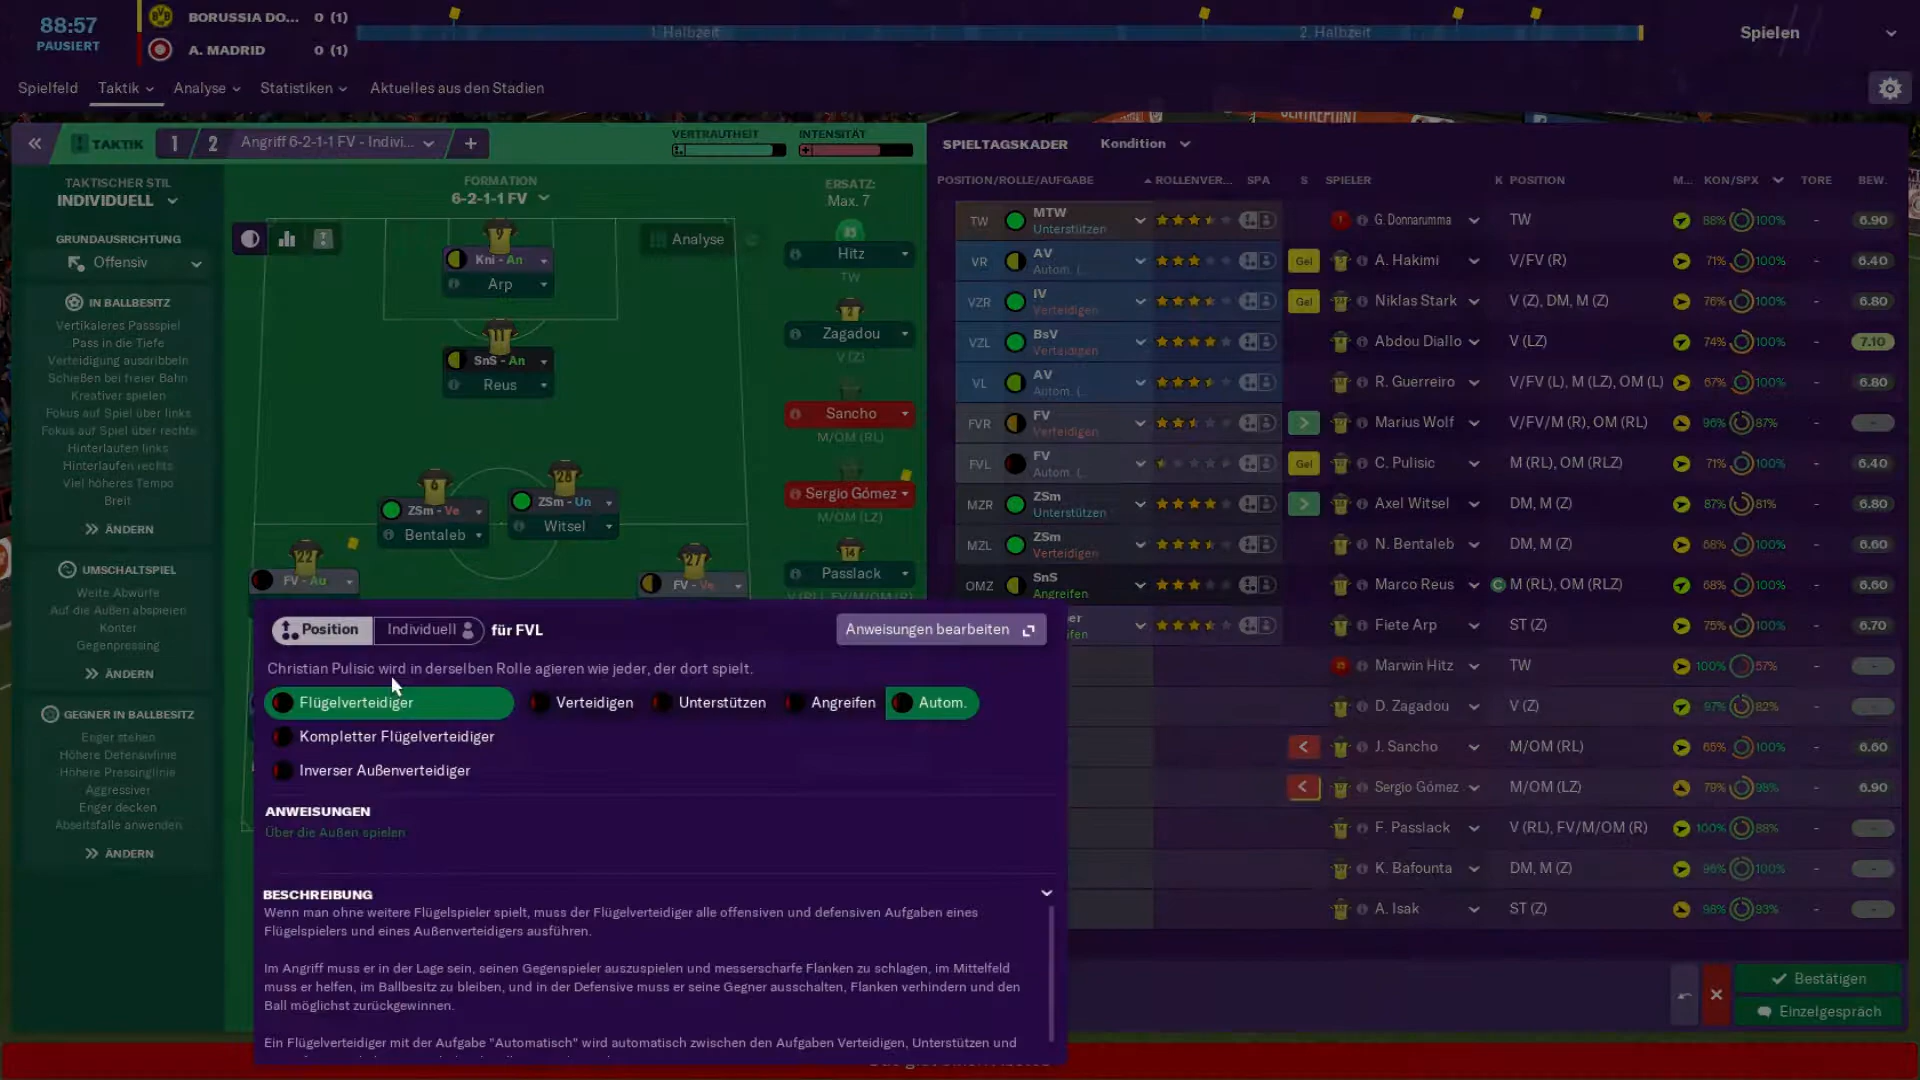 88:57
PAUSIERT
BORUSSIA DO... 0 (1)
A. MADRID 0 (1)
1. Halbzeit
2. Halbzeit
Spielen
Spielfeld
Taktik
Analyse
Statistiken
Aktuelles aus den Stadien
TAKTIK
1
2
Angriff 6-2-1-1 FV - Indivi...
VERTRAUTHEIT
INTENSITÄT
TAKTISCHER STIL
INDIVIDUELL
GRUNDAUSRICHTUNG
Offensiv
IN BALLBESITZ
Vertikaleres Passspiel
Pass in die Tiefe
Verteidigung ausdribbeln
Schießen bei freier Bahn
Kreativer spielen
Fokus auf Spiel über links
Fokus auf Spiel über rechts
Hinterlaufen links
Hinterlaufen rechts
Viel höheres Tempo
Breit
ÄNDERN
UMSCHALTSPIEL
Weite Abwürfe
Auf die Außen abspielen
Konter
Gegenpressing
ÄNDERN
GEGNER IN BALLBESITZ
Enger stehen
Höhere Defensivlinie
Höhere Pressinglinie
Aggressiver
Enger decken
Abseitsfalle anwenden
ÄNDERN
FORMATION
6-2-1-1 FV
Analyse
9
Kni - An
Arp
11
SnS - An
Reus
6
ZSm - Ve
Bentaleb
28
ZSm - Un
Witsel
22
FV - Au
27
FV - Ve
ERSATZ:
Max. 7
35
Hitz
TW
2
Zagadou
V (Z)
Sancho
M/OM (RL)
Sergio Gómez
M/OM (LZ)
14
Passlack
V (RL), FV/M/OM (R)
SPIELTAGSKADER
Kondition
POSITION/ROLLE/AUFGABE ROLLENVER... SPA S SPIELER K POSITION M... KON/SPX TORE BEW.
TW MTW Unterstützen G. Donnarumma TW 88% 100% - 6.90
VR AV Autom. (... Gel A. Hakimi V/FV (R) 71% 100% - 6.40
VZR IV Verteidigen Gel Niklas Stark V (Z), DM, M (Z) 76% 100% - 6.80
VZL BsV Verteidigen Abdou Diallo V (LZ) 74% 100% - 7.10
VL AV Autom. (... R. Guerreiro V/FV (L), M (LZ), OM (L) 67% 100% - 6.80
FVR FV Verteidigen Marius Wolf V/FV/M (R), OM (RL) 96% 87% - -
FVL FV Autom. (... Gel C. Pulisic M (RL), OM (RLZ) 71% 100% - 6.40
MZR ZSm Unterstützen Axel Witsel DM, M (Z) 87% 81% - 6.80
MZL ZSm Verteidigen N. Bentaleb DM, M (Z) 68% 100% - 6.60
OMZ SnS Angreifen Marco Reus C M (RL), OM (RLZ) 68% 100% - 6.60
Fiete Arp ST (Z) 75% 100% - 6.70
Marwin Hitz TW 100% 57% - -
D. Zagadou V (Z) 97% 82% - -
J. Sancho M/OM (RL) 65% 100% - 6.60
Sergio Gómez M/OM (LZ) 79% 98% - 6.90
F. Passlack V (RL), FV/M/OM (R) 100% 88% - -
K. Bafounta DM, M (Z) 96% 100% - -
A. Isak ST (Z) 98% 93% - -
Position
Individuell
für FVL
Anweisungen bearbeiten
Christian Pulisic wird in derselben Rolle agieren wie jeder, der dort spielt.
Flügelverteidiger
Verteidigen
Unterstützen
Angreifen
Autom.
Kompletter Flügelverteidiger
Inverser Außenverteidiger
ANWEISUNGEN
Über die Außen spielen
BESCHREIBUNG
Wenn man ohne weitere Flügelspieler spielt, muss der Flügelverteidiger alle offensiven und defensiven Aufgaben eines
Flügelspielers und eines Außenverteidigers ausführen.
Im Angriff muss er in der Lage sein, seinen Gegenspieler auszuspielen und messerscharfe Flanken zu schlagen, im Mittelfeld
muss er helfen, im Ballbesitz zu bleiben, und in der Defensive muss er seine Gegner ausschalten, Flanken verhindern und den
Ball möglichst zurückgewinnen.
Ein Flügelverteidiger mit der Aufgabe "Automatisch" wird automatisch zwischen den Aufgaben Verteidigen, Unterstützen und
Bestätigen
Einzelgespräch